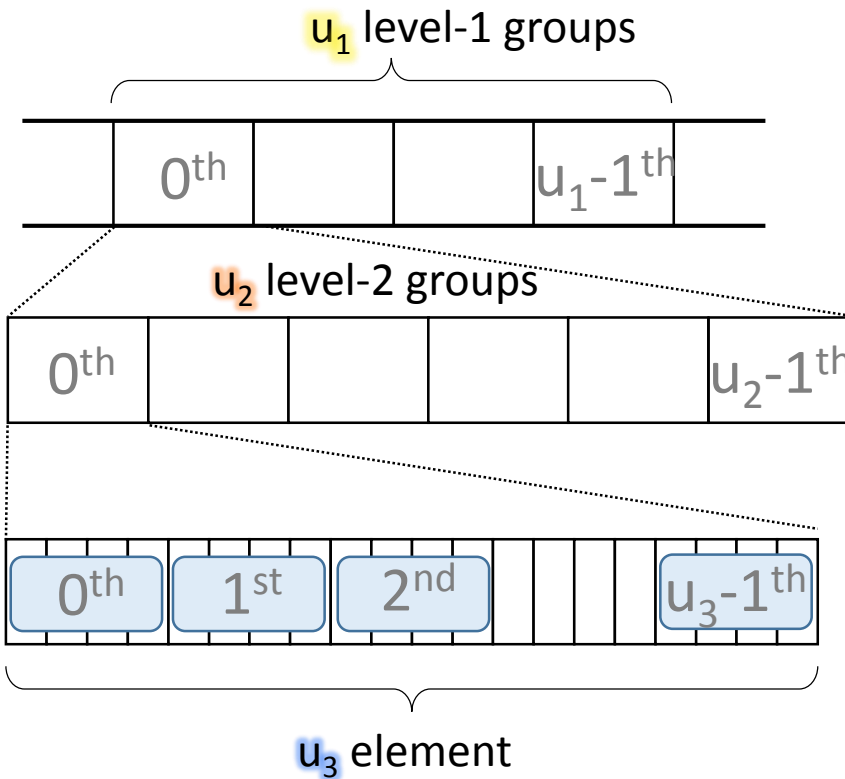 u₁ level-1 groups
0ᵗʰ u₁-1ᵗʰ
u₂ level-2 groups
0ᵗʰ u₂-1ᵗʰ
0ᵗʰ 1ˢᵗ 2ⁿᵈ u₃-1ᵗʰ
u₃ element